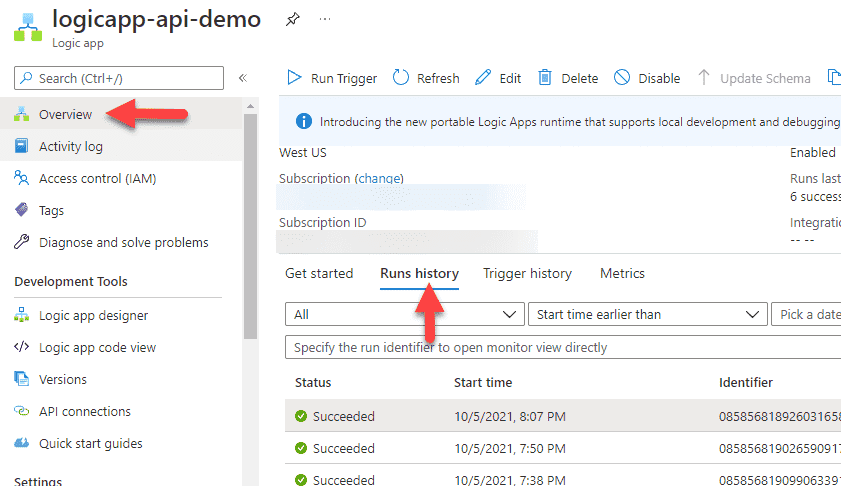 logicapp-api-demo
Logic app
Search (Ctrl+/)
Overview
Activity log
Access control (IAM)
Tags
Diagnose and solve problems
Development Tools
Logic app designer
Logic app code view
Versions
API connections
Quick start guides
Settings
Run Trigger Refresh Edit Delete Disable Update Schema
Introducing the new portable Logic Apps runtime that supports local development and debugging
West US
Enabled
Subscription (change)
Runs last
6 success
Subscription ID
Integration
-- --
Get started Runs history Trigger history Metrics
All
Start time earlier than
Pick a date
Specify the run identifier to open monitor view directly
Status Start time Identifier
Succeeded 10/5/2021, 8:07 PM 085856818926031658
Succeeded 10/5/2021, 7:50 PM 085856819026590917
Succeeded 10/5/2021, 7:38 PM 0858568190990633910